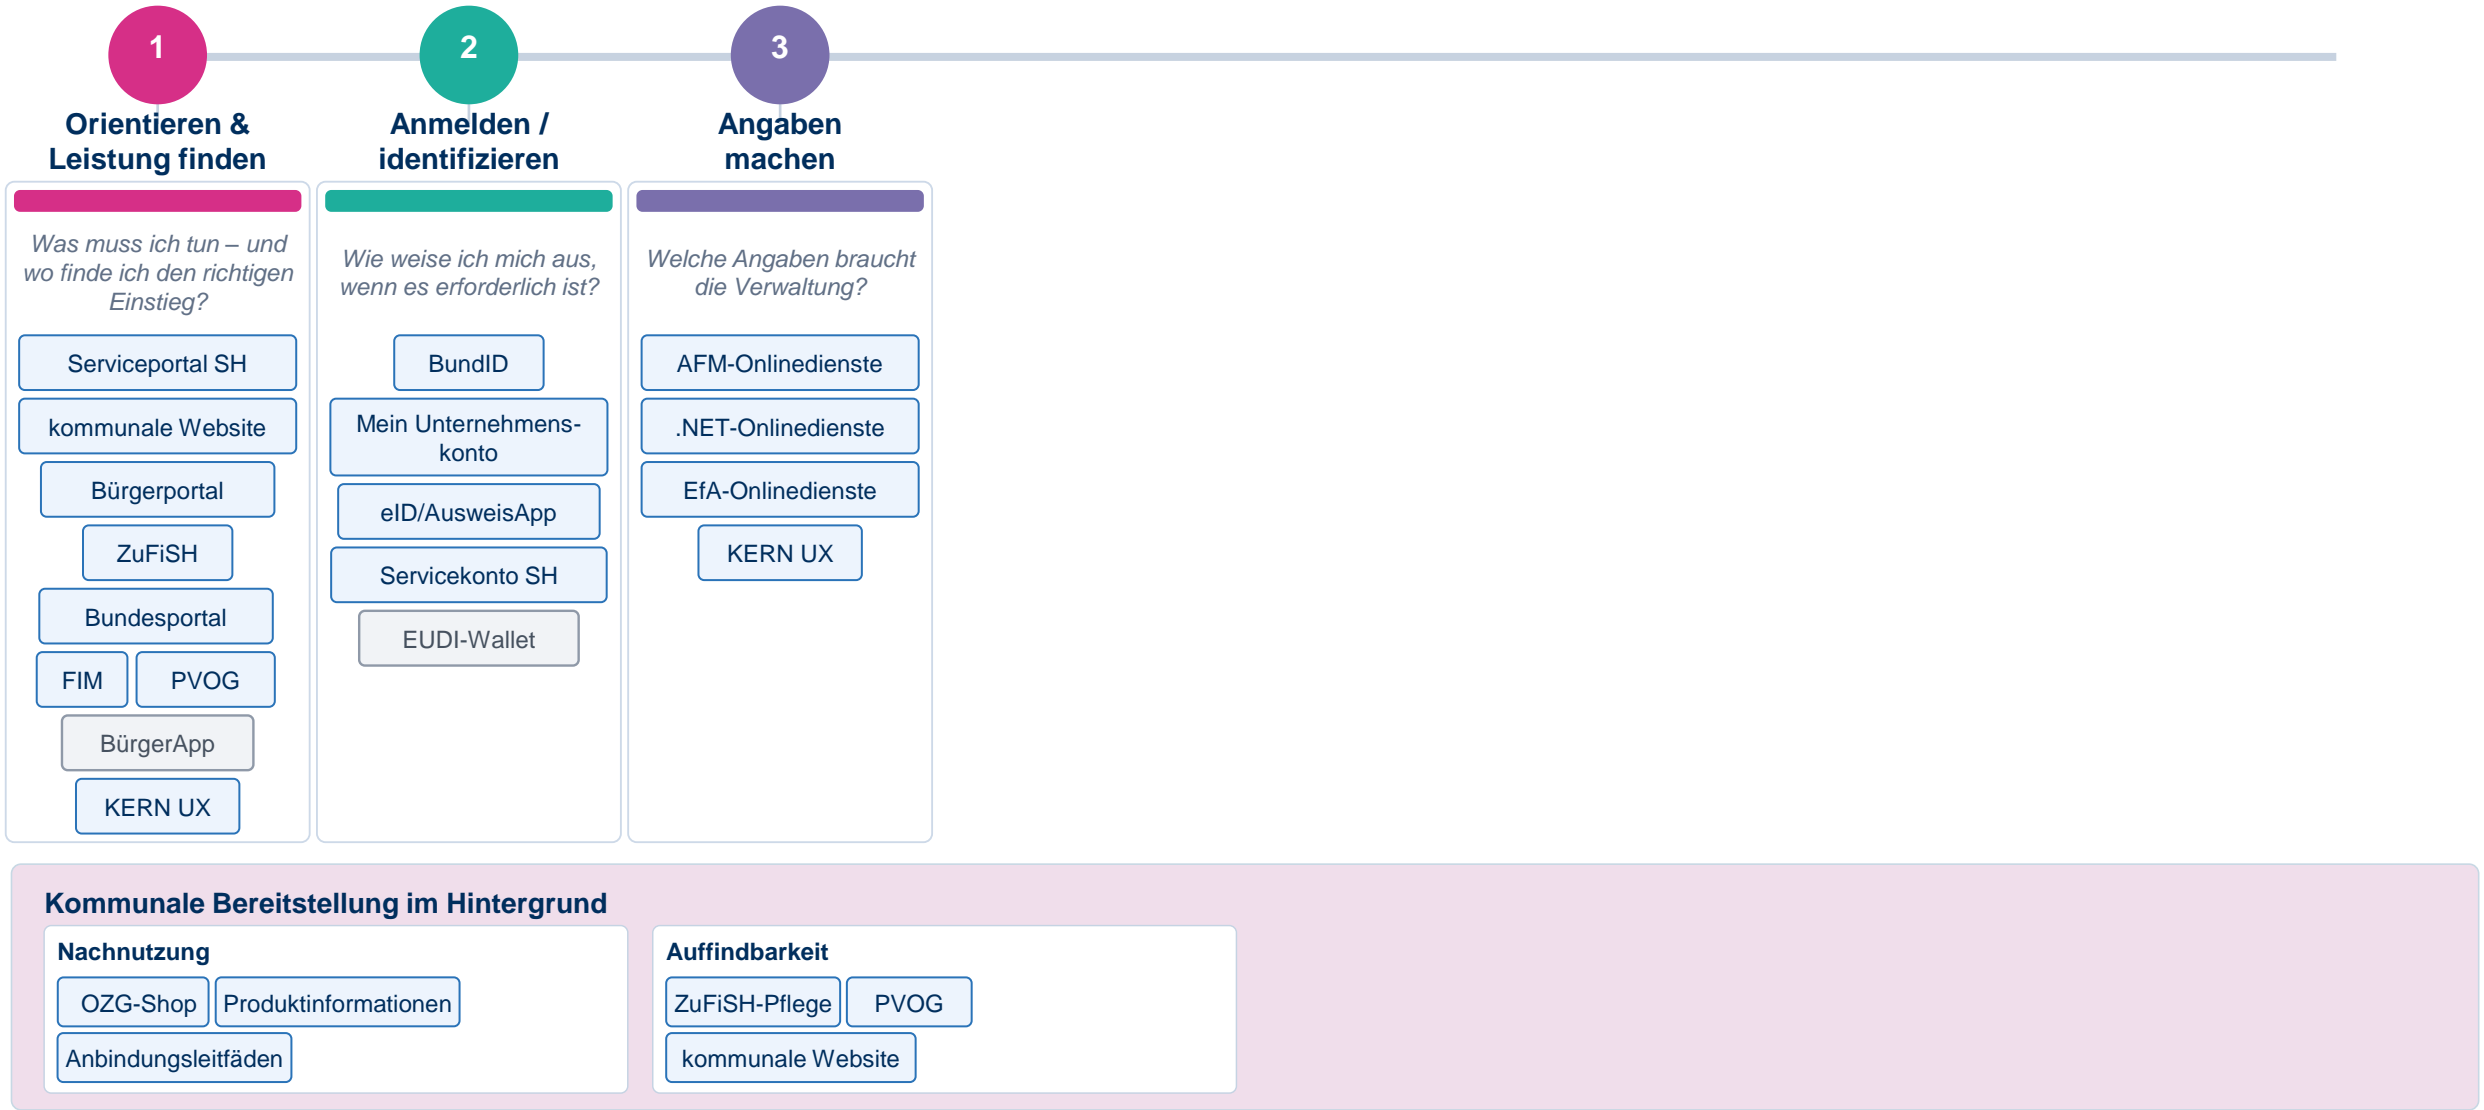 1
2
3
Orientieren &
Leistung finden
Anmelden /
identifizieren
Angaben
machen
Was muss ich tun – und
wo finde ich den richtigen
Einstieg?
Wie weise ich mich aus,
wenn es erforderlich ist?
Welche Angaben braucht
die Verwaltung?
Serviceportal SH
kommunale Website
Bürgerportal
ZuFiSH
Bundesportal
FIM
PVOG
BürgerApp
KERN UX
BundID
Mein Unternehmens-
konto
eID/AusweisApp
Servicekonto SH
EUDI-Wallet
AFM-Onlinedienste
.NET-Onlinedienste
EfA-Onlinedienste
KERN UX
Kommunale Bereitstellung im Hintergrund
Nachnutzung
OZG-Shop
Produktinformationen
Anbindungsleitfäden
Auffindbarkeit
ZuFiSH-Pflege
PVOG
kommunale Website